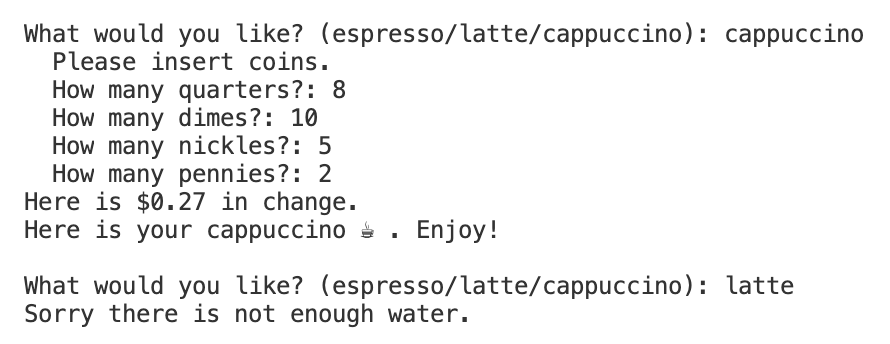 What would you like? (espresso/latte/cappuccino): cappuccino
  Please insert coins.
  How many quarters?: 8
  How many dimes?: 10
  How many nickles?: 5
  How many pennies?: 2
Here is $0.27 in change.
Here is your cappuccino ☕ . Enjoy!

What would you like? (espresso/latte/cappuccino): latte
Sorry there is not enough water.